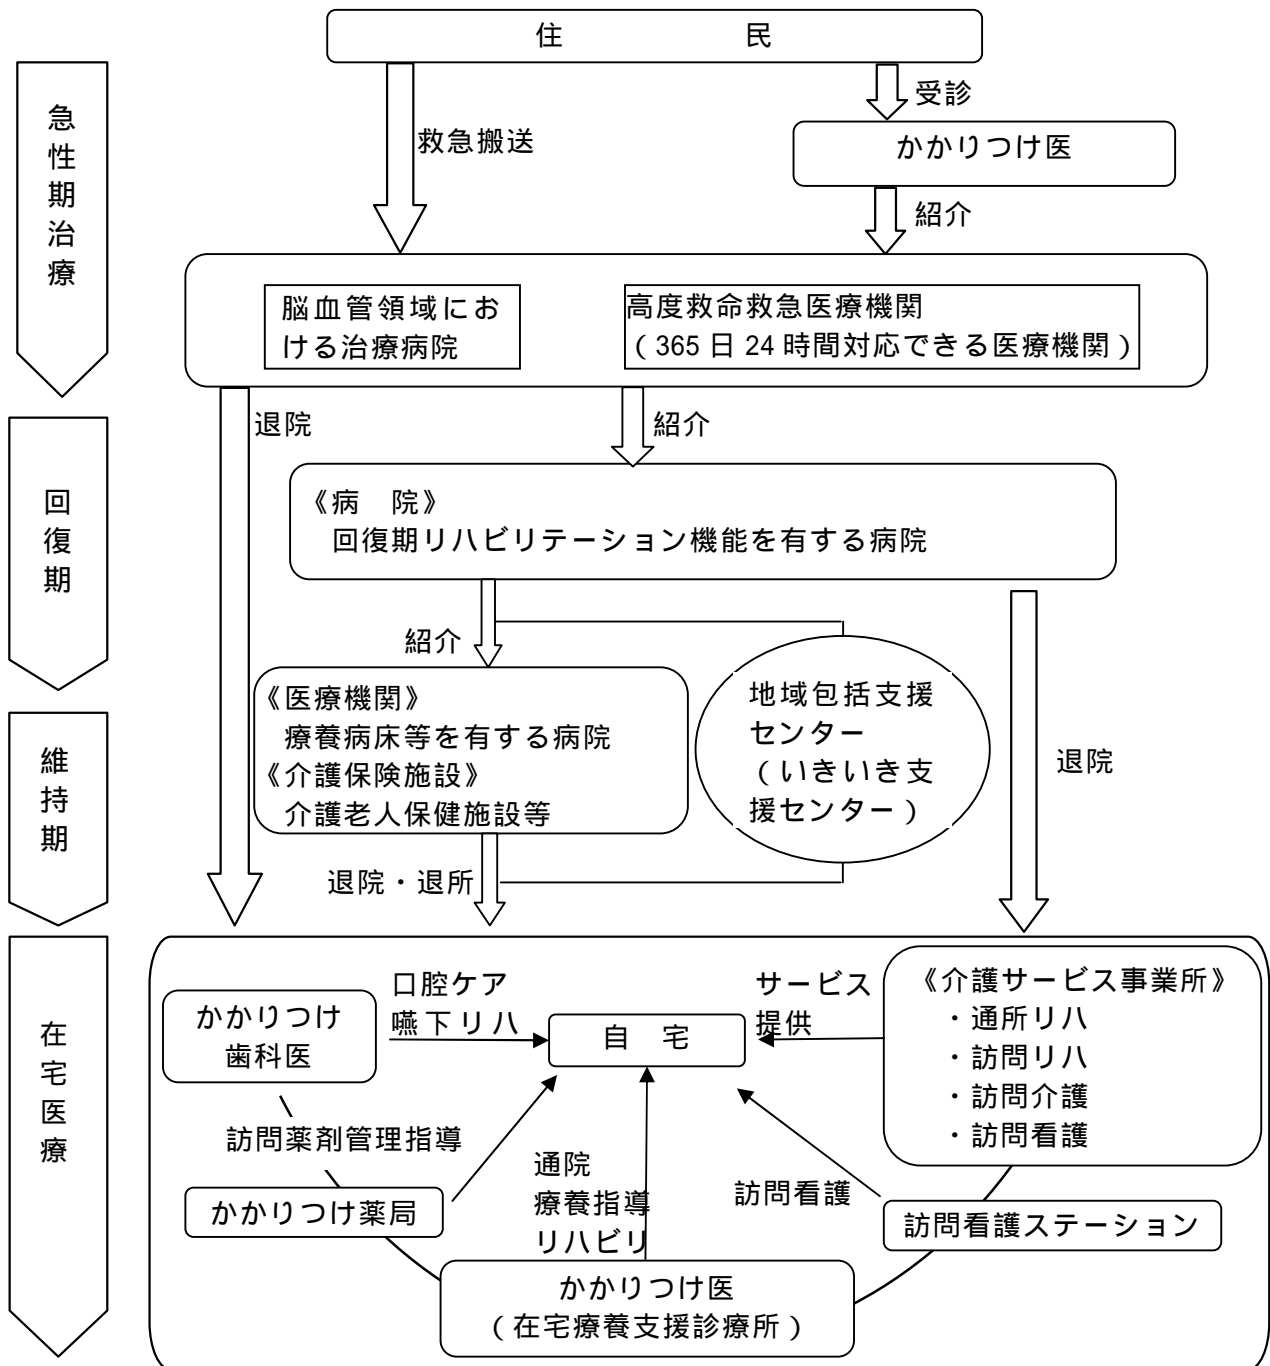 住　民
急性期治療
受診
救急搬送
かかりつけ医
紹介
脳血管領域にお
ける治療病院
高度救命救急医療機関
（365日24時間対応できる医療機関）
退院
紹介
回復期
《病　院》
回復期リハビリテーション機能を有する病院
紹介
《医療機関》
療養病床等を有する病院
《介護保険施設》
介護老人保健施設等
地域包括支援
センター
（いきいき支
援センター）
退院
維持期
退院・退所
在宅医療
かかりつけ
歯科医
口腔ケア
嚥下リハ
自　宅
サービス
提供
《介護サービス事業所》
・通所リハ
・訪問リハ
・訪問介護
・訪問看護
訪問薬剤管理指導
かかりつけ薬局
通院
療養指導
リハビリ
訪問看護
訪問看護ステーション
かかりつけ医
（在宅療養支援診療所）